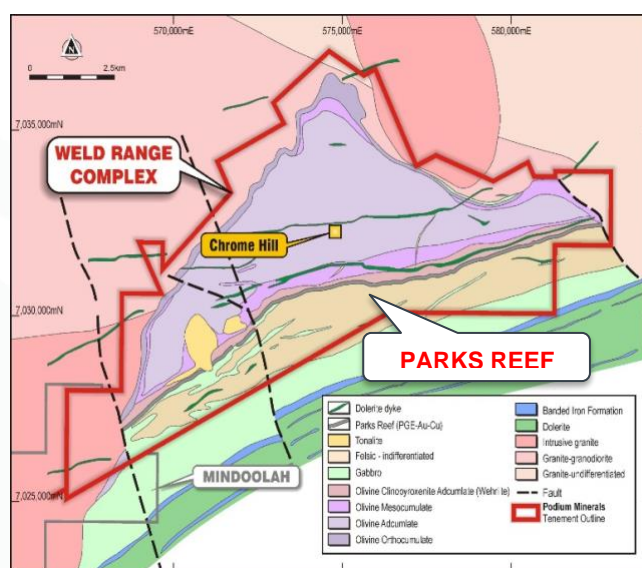 570,000mE
575,000mE
580,000mE
N
0
2.5km
7,035,000mN
WELD RANGE
COMPLEX
Chrome Hill
7,030,000mN
PARKS REEF
MINDOOLAH
7,025,000mN
Dolerite dyke
Parks Reef (PGE-Au-Cu)
Tonalite
Felsic - indifferentiated
Gabbro
Olivine Clinopyroxenite Adcumlate (Wehrlite)
Olivine Mesocumulate
Olivine Adcumlate
Olivine Orthocumulate
Banded Iron Formation
Dolerite
Intrusive granite
Granite-granodiorite
Granite-undifferentiated
Fault
Podium Minerals
Tenement Outline